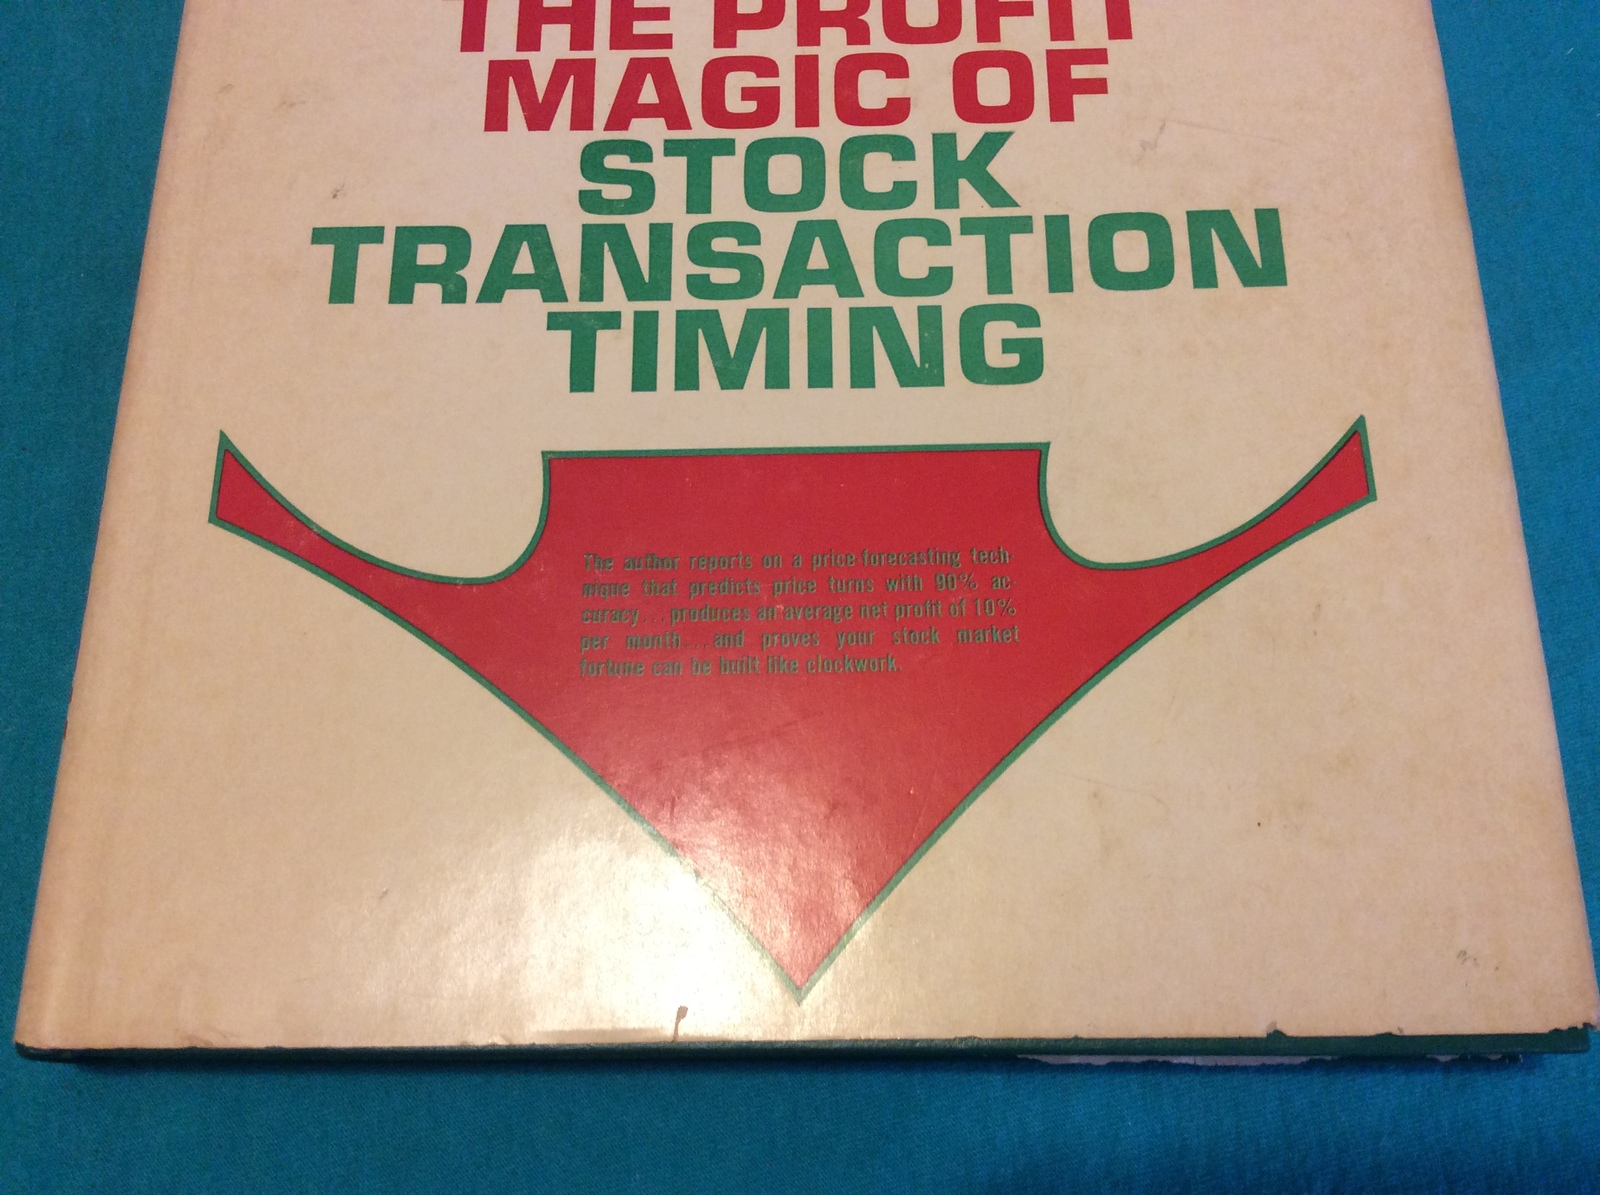 THE PROFIT
MAGIC OF
STOCK
TRANSACTION
TIMING
The author reports on a price forecasting tech-
nique that predicts price turns with 90% ac-
curacy...produces an average net profit of 10%
per month...and proves your stock market
fortune can be built like clockwork.